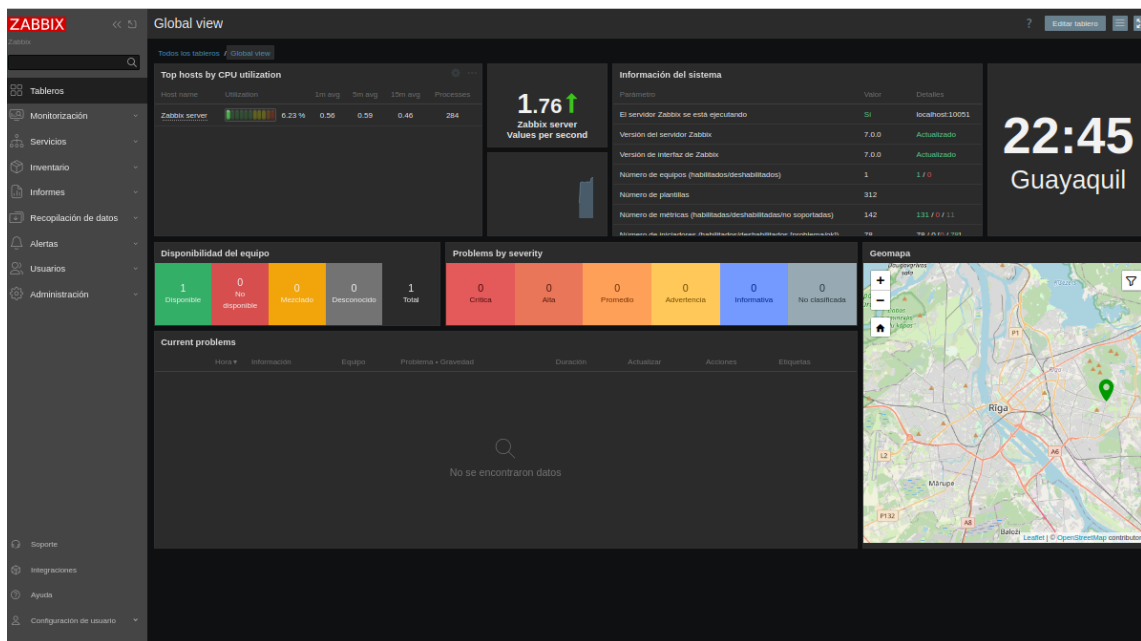 ZABBIX
Zabbix
Tableros
Monitorización
Servicios
Inventario
Informes
Recopilación de datos
Alertas
Usuarios
Administración
Soporte
Integraciones
Ayuda
Configuración de usuario
Global view
? Editar tablero
Todos los tableros / Global view
Top hosts by CPU utilization
Host name Utilization 1m avg 5m avg 15m avg Processes
Zabbix server 6,23 % 0.56 0.59 0.46 284
1.76
Zabbix server
Values per second
Información del sistema
Parámetro Valor Detalles
El servidor Zabbix se está ejecutando Si localhost:10051
Versión del servidor Zabbix 7.0.0 Actualizado
Versión de interfaz de Zabbix 7.0.0 Actualizado
Número de equipos (habilitados/deshabilitados) 1 1 / 0
Número de plantillas 312
Número de métricas (habilitadas/deshabilitadas/no soportadas) 142 131 / 0 / 11
22:45
Guayaquil
Disponibilidad del equipo
1 Disponible
0 No disponible
0 Mezclado
0 Desconocido
1 Total
Problems by severity
0 Crítica
0 Alta
0 Promedio
0 Advertencia
0 Informativa
0 No clasificada
Current problems
Hora Información Equipo Problema • Gravedad Duración Actualizar Acciones Etiquetas
No se encontraron datos
Geomapa
+
−
P1
Rīga
A6
L2
Mārupe
P132
A8
Baloži
Leaflet | © OpenStreetMap contributor